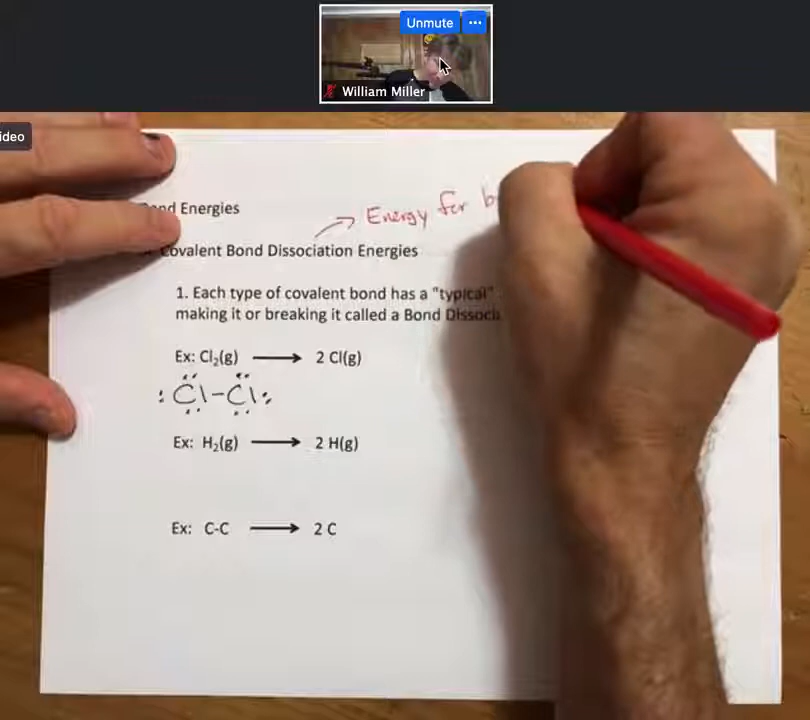 Unmute
William Miller
ideo
Bond Energies
Energy for b
Covalent Bond Dissociation Energies
1. Each type of covalent bond has a "typical"
making it or breaking it called a Bond Dissoci
Ex: Cl₂(g) ⟶ 2 Cl(g)
:Cl-Cl:
Ex: H₂(g) ⟶ 2 H(g)
Ex: C-C ⟶ 2 C